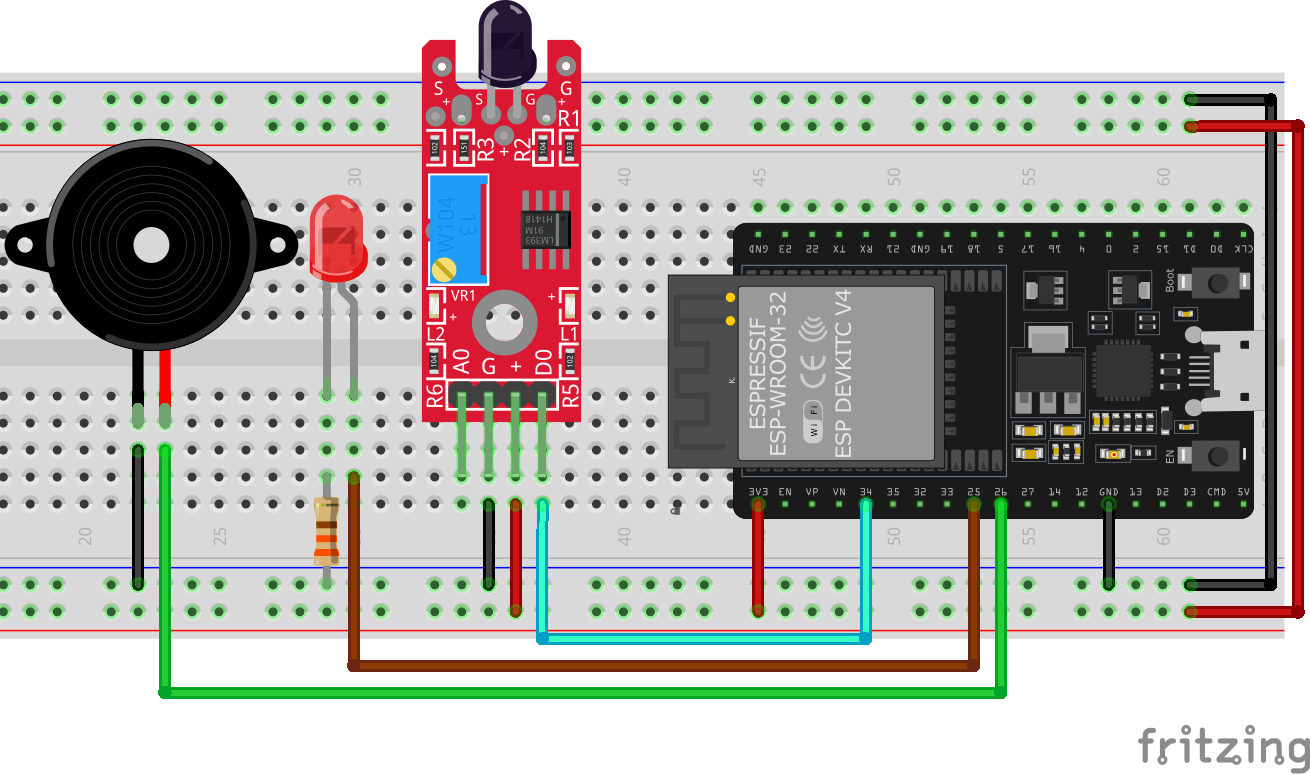 S
G
S
G
+
+
R1
102
151
R3
+
R2
104
103
30
40
45
50
55
60
W104
13
LM393
91M
H1418
GND
23
22
TX
RX
21
GND
19
18
5
17
16
4
0
2
15
D1
D0
CLK
VR1
+
+
L2
L1
104
102
A0
G
+
D0
R6
R5
Boot
EN
ESPRESSIF
ESP-WROOM-32
Wi Fi
ESP DEVKITC V4
3V3
EN
VP
VN
34
35
32
33
25
26
27
14
12
GND
13
D2
D3
CMD
5V
20
25
40
50
55
60
fritzing